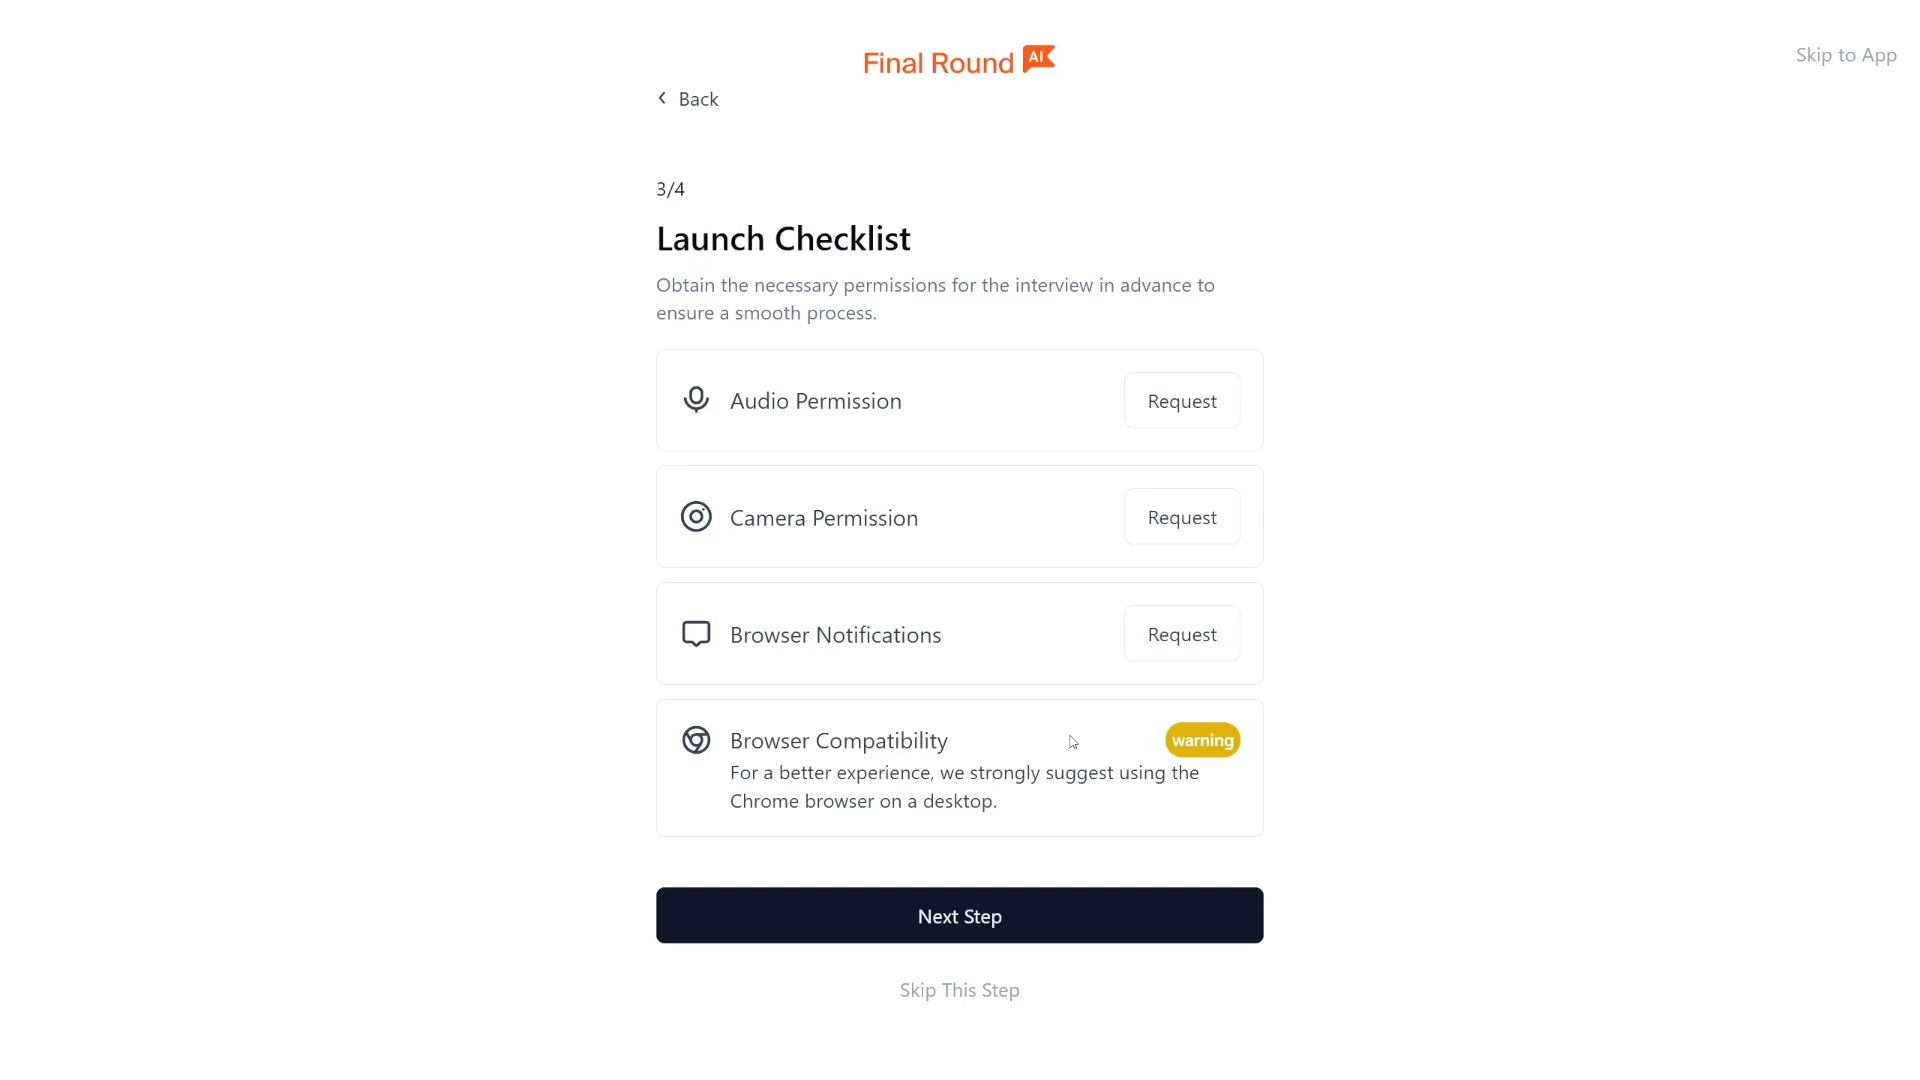 Final Round AI
Skip to App
Back
3/4
Launch Checklist
Obtain the necessary permissions for the interview in advance to
ensure a smooth process.
Audio Permission
Request
Camera Permission
Request
Browser Notifications
Request
Browser Compatibility
warning
For a better experience, we strongly suggest using the
Chrome browser on a desktop.
Next Step
Skip This Step